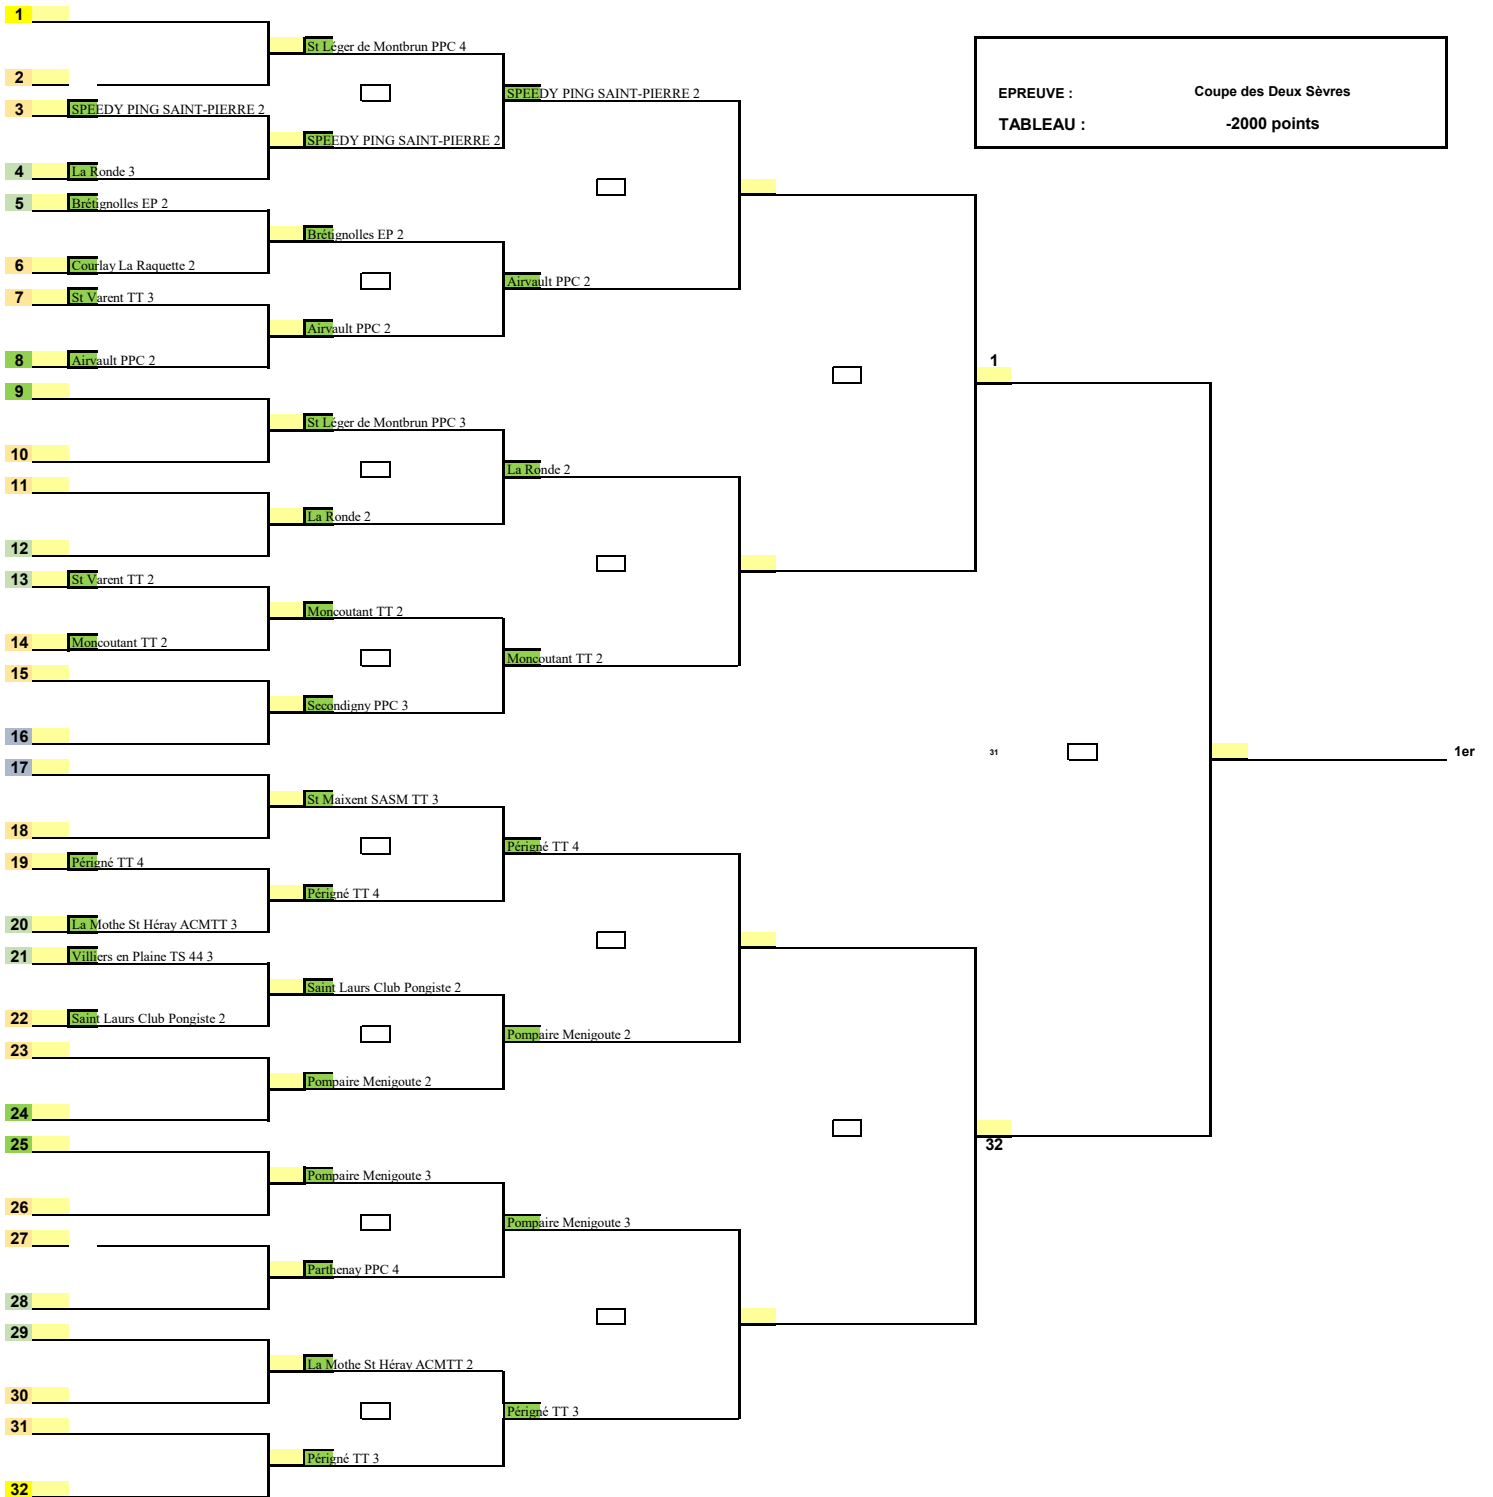 1
St Léger de Montbrun PPC 4
2
SPEEDY PING SAINT-PIERRE 2
EPREUVE : Coupe des Deux Sèvres
3 SPEEDY PING SAINT-PIERRE 2
TABLEAU : -2000 points
SPEEDY PING SAINT-PIERRE 2
4 La Ronde 3
5 Brétignolles EP 2
Brétignolles EP 2
6 Courlay La Raquette 2
Airvault PPC 2
7 St Varent TT 3
Airvault PPC 2
8 Airvault PPC 2
1
9
St Léger de Montbrun PPC 3
10
La Ronde 2
11
La Ronde 2
12
13 St Varent TT 2
Moncoutant TT 2
14 Moncoutant TT 2
Moncoutant TT 2
15
Secondigny PPC 3
16
31
1er
17
St Maixent SASM TT 3
18
Périgné TT 4
19 Périgné TT 4
Périgné TT 4
20 La Mothe St Héray ACMTT 3
21 Villiers en Plaine TS 44 3
Saint Laurs Club Pongiste 2
22 Saint Laurs Club Pongiste 2
Pompaire Menigoute 2
23
Pompaire Menigoute 2
24
25
32
Pompaire Menigoute 3
26
Pompaire Menigoute 3
27
Parthenay PPC 4
28
29
La Mothe St Héray ACMTT 2
30
Périgné TT 3
31
Périgné TT 3
32